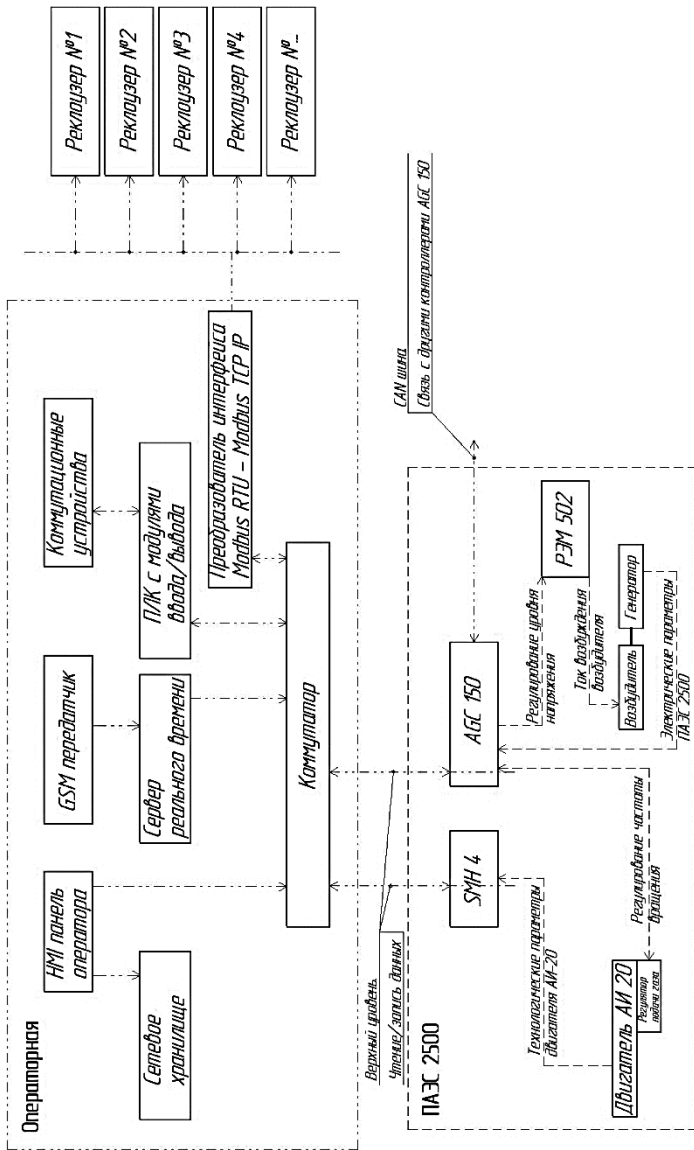 Операторная
HMI панель
оператора
Сетевое
хранилище
GSM передатчик
Сервер
реального времени
Коммутационные
устройства
ПЛК с модулями
ввода/вывода
Преобразователь интерфейса
Modbus RTU – Modbus TCP IP
Коммутатор
Реклоузер №1
Реклоузер №2
Реклоузер №3
Реклоузер №4
Реклоузер №...
Верхный уровень
Чтение/запись данных
CAN шина
Связь с другими контроллерами AGC 150
ПАЭС 2500
SMH 4
AGC 150
Технологические параметры
двигателя АИ-20
Двигатель АИ 20
Регулятор
подачи газа
Регулирование частоты
вращения
Регулирование уровня
напряжения
РЭМ 502
Ток возбуждения
возбудителя
Возбудитель
Генератор
Электрические параметры
ПАЭС 2500